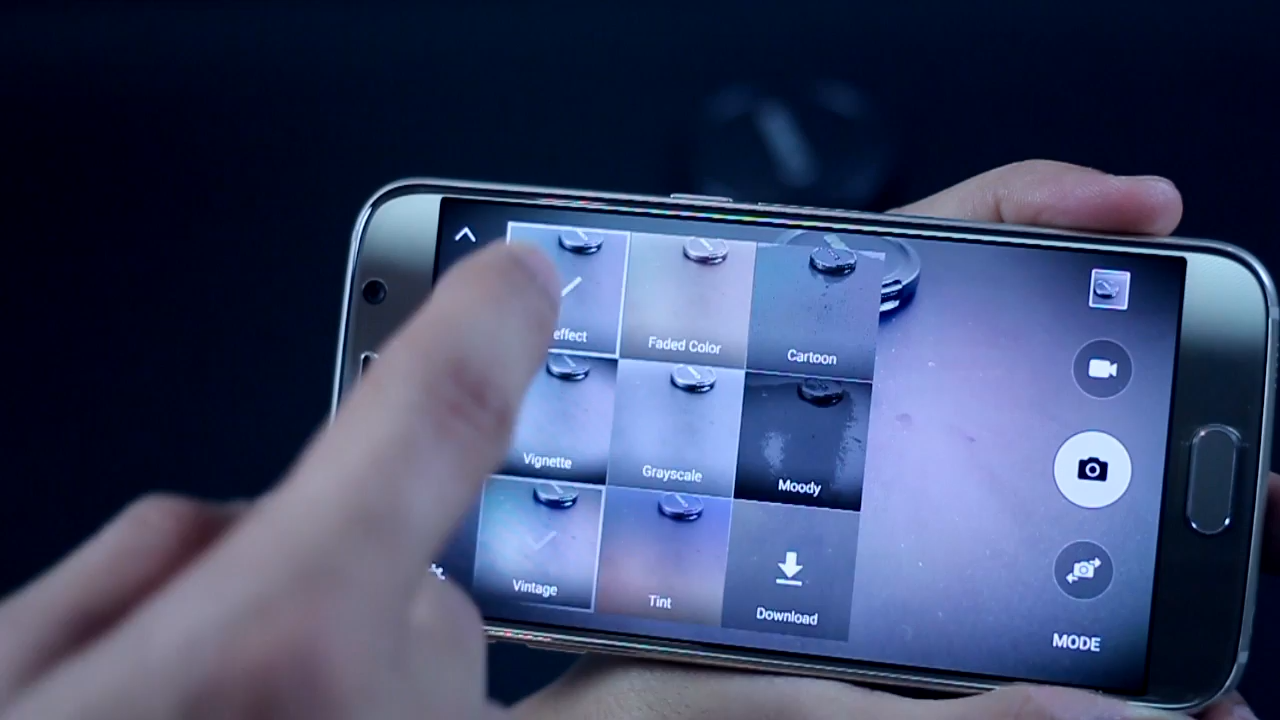 effect
Faded Color
Cartoon
Vignette
Grayscale
Moody
Vintage
Tint
Download
MODE